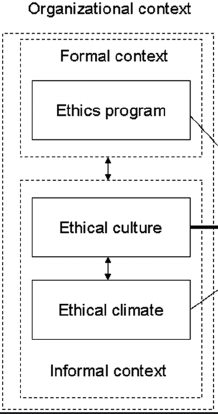 Organizational context
Formal context
Ethics program
Ethical culture
Ethical climate
Informal context